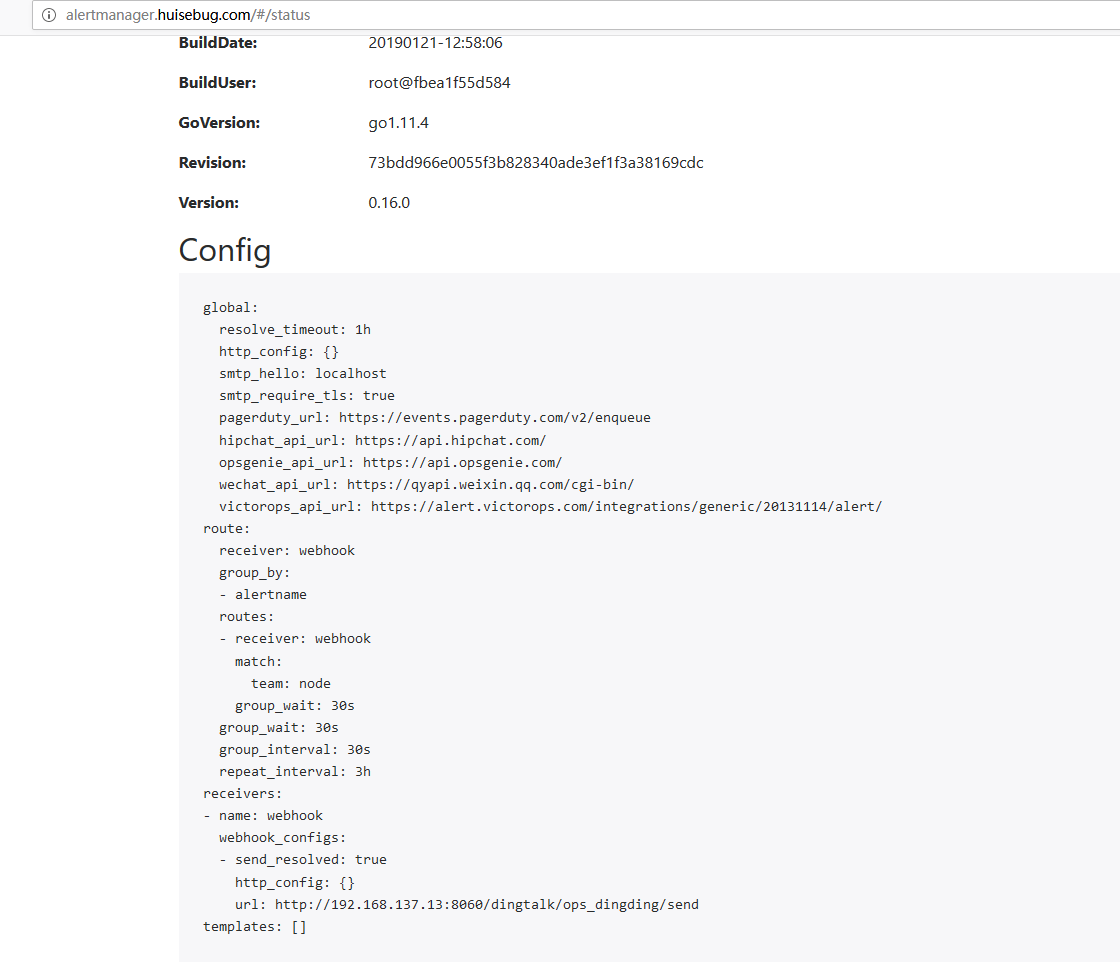 alertmanager.huisebug.com/#/status
BuildDate: 20190121-12:58:06
BuildUser: root@fbea1f55d584
GoVersion: go1.11.4
Revision: 73bdd966e0055f3b828340ade3ef1f3a38169cdc
Version: 0.16.0
Config
global:
  resolve_timeout: 1h
  http_config: {}
  smtp_hello: localhost
  smtp_require_tls: true
  pagerduty_url: https://events.pagerduty.com/v2/enqueue
  hipchat_api_url: https://api.hipchat.com/
  opsgenie_api_url: https://api.opsgenie.com/
  wechat_api_url: https://qyapi.weixin.qq.com/cgi-bin/
  victorops_api_url: https://alert.victorops.com/integrations/generic/20131114/alert/
route:
  receiver: webhook
  group_by:
  - alertname
  routes:
  - receiver: webhook
    match:
      team: node
    group_wait: 30s
  group_wait: 30s
  group_interval: 30s
  repeat_interval: 3h
receivers:
- name: webhook
  webhook_configs:
  - send_resolved: true
    http_config: {}
    url: http://192.168.137.13:8060/dingtalk/ops_dingding/send
templates: []